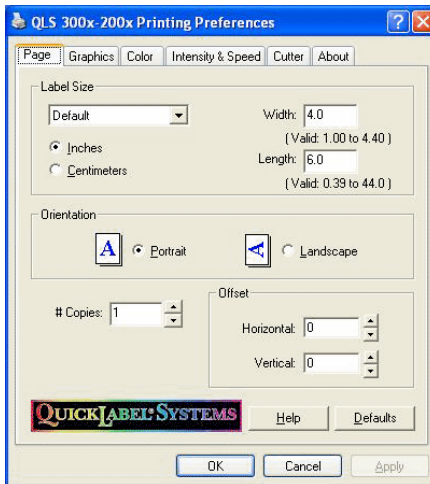 QLS 300x-200x Printing Preferences
Page Graphics Color Intensity & Speed Cutter About
Label Size
Default
Width: 4.0
( Valid: 1.00 to 4.40 )
Inches
Length: 6.0
Centimeters
( Valid: 0.39 to 44.0 )
Orientation
A Portrait A Landscape
# Copies: 1
Offset
Horizontal: 0
Vertical: 0
QUICKLABEL® SYSTEMS Help Defaults
OK Cancel Apply